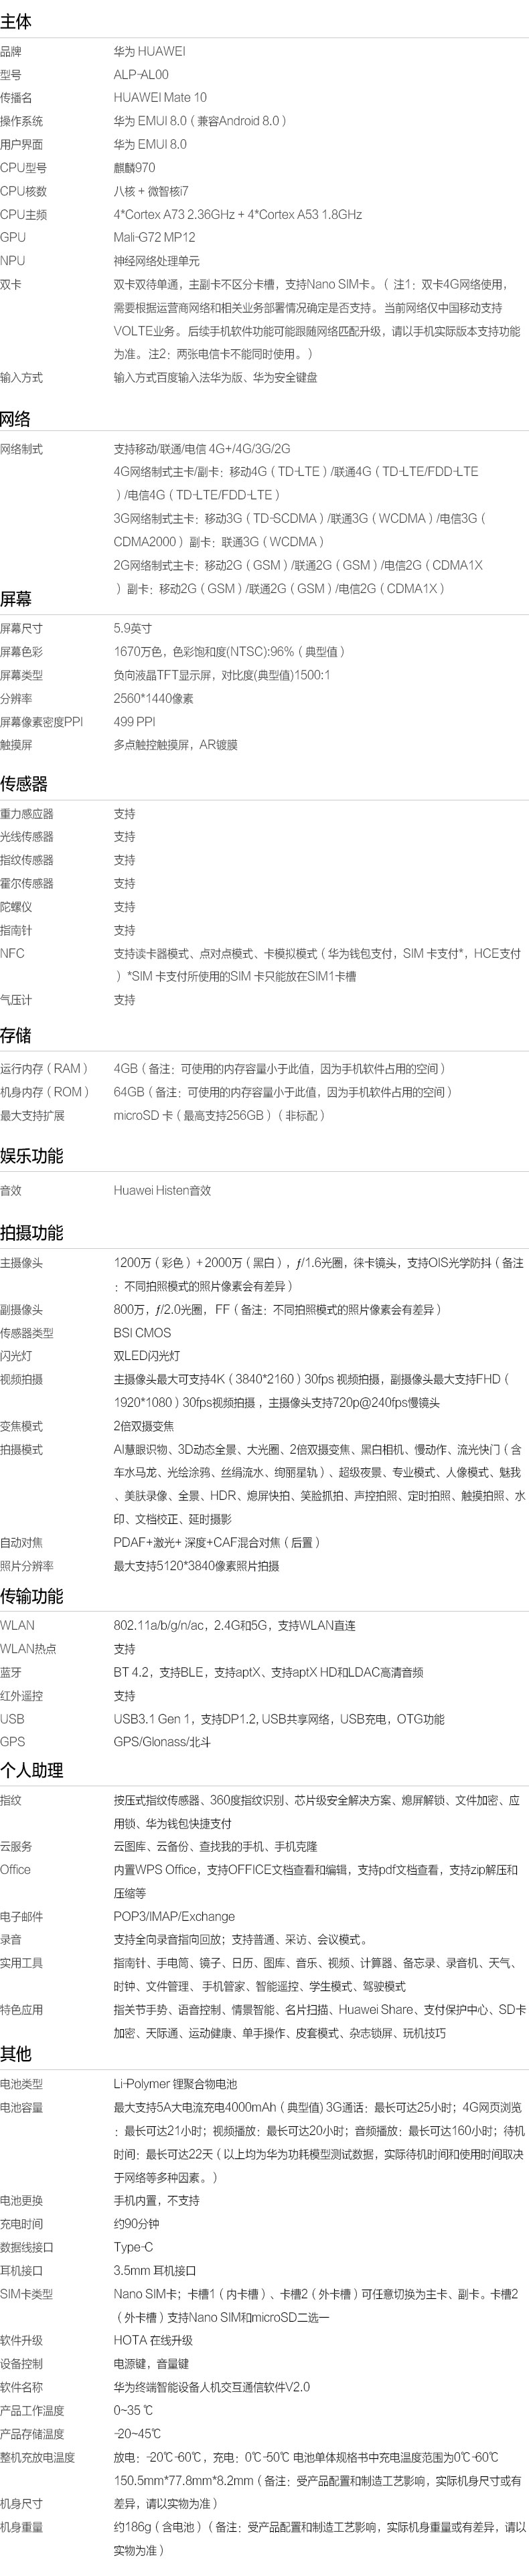 主体
品牌 华为 HUAWEI
型号 ALP-AL00
传播名 HUAWEI Mate 10
操作系统 华为 EMUI 8.0（兼容Android 8.0）
用户界面 华为 EMUI 8.0
CPU型号 麒麟970
CPU核数 八核 + 微智核i7
CPU主频 4*Cortex A73 2.36GHz + 4*Cortex A53 1.8GHz
GPU Mali-G72 MP12
NPU 神经网络处理单元
双卡 双卡双待单通，主副卡不区分卡槽，支持Nano SIM卡。（ 注1：双卡4G网络使用，
需要根据运营商网络和相关业务部署情况确定是否支持。当前网络仅中国移动支持
VOLTE业务。 后续手机软件功能可能跟随网络匹配升级，请以手机实际版本支持功能
为准。 注2：两张电信卡不能同时使用。）
输入方式 输入方式百度输入法华为版、华为安全键盘
网络
网络制式 支持移动/联通/电信 4G+/4G/3G/2G
4G网络制式主卡/副卡：移动4G（TD-LTE）/联通4G（TD-LTE/FDD-LTE
）/电信4G（TD-LTE/FDD-LTE）
3G网络制式主卡：移动3G（TD-SCDMA）/联通3G（WCDMA）/电信3G（
CDMA2000）副卡：联通3G（WCDMA）
2G网络制式主卡：移动2G（GSM）/联通2G（GSM）/电信2G（CDMA1X
）副卡：移动2G（GSM）/联通2G（GSM）/电信2G（CDMA1X）
屏幕
屏幕尺寸 5.9英寸
屏幕色彩 1670万色，色彩饱和度(NTSC):96%（典型值）
屏幕类型 负向液晶TFT显示屏，对比度(典型值)1500:1
分辨率 2560*1440像素
屏幕像素密度PPI 499 PPI
触摸屏 多点触控触摸屏，AR镀膜
传感器
重力感应器 支持
光线传感器 支持
指纹传感器 支持
霍尔传感器 支持
陀螺仪 支持
指南针 支持
NFC 支持读卡器模式、点对点模式、卡模拟模式（华为钱包支付，SIM 卡支付*，HCE支付
）*SIM 卡支付所使用的SIM 卡只能放在SIM1卡槽
气压计 支持
存储
运行内存（RAM） 4GB（备注：可使用的内存容量小于此值，因为手机软件占用的空间）
机身内存（ROM） 64GB（备注：可使用的内存容量小于此值，因为手机软件占用的空间）
最大支持扩展 microSD 卡（最高支持256GB）（非标配）
娱乐功能
音效 Huawei Histen音效
拍摄功能
主摄像头 1200万（彩色）+ 2000万（黑白），ƒ/1.6光圈，徕卡镜头，支持OIS光学防抖（备注
：不同拍照模式的照片像素会有差异）
副摄像头 800万，ƒ/2.0光圈， FF（备注：不同拍照模式的照片像素会有差异）
传感器类型 BSI CMOS
闪光灯 双LED闪光灯
视频拍摄 主摄像头最大可支持4K（3840*2160）30fps 视频拍摄，副摄像头最大支持FHD（
1920*1080）30fps视频拍摄 ，主摄像头支持720p@240fps慢镜头
变焦模式 2倍双摄变焦
拍摄模式 AI慧眼识物、3D动态全景、大光圈、2倍双摄变焦、黑白相机、慢动作、流光快门（含
车水马龙、光绘涂鸦、丝绢流水、绚丽星轨）、超级夜景、专业模式、人像模式、魅我
、美肤录像、全景、HDR、熄屏快拍、笑脸抓拍、声控拍照、定时拍照、触摸拍照、水
印、文档校正、延时摄影
自动对焦 PDAF+激光+ 深度+CAF混合对焦（后置）
照片分辨率 最大支持5120*3840像素照片拍摄
传输功能
WLAN 802.11a/b/g/n/ac，2.4G和5G，支持WLAN直连
WLAN热点 支持
蓝牙 BT 4.2，支持BLE，支持aptX、支持aptX HD和LDAC高清音频
红外遥控 支持
USB USB3.1 Gen 1，支持DP1.2, USB共享网络，USB充电，OTG功能
GPS GPS/Glonass/北斗
个人助理
指纹 按压式指纹传感器、360度指纹识别、芯片级安全解决方案、熄屏解锁、文件加密、应
用锁、华为钱包快捷支付
云服务 云图库、云备份、查找我的手机、手机克隆
Office 内置WPS Office，支持OFFICE文档查看和编辑，支持pdf文档查看，支持zip解压和
压缩等
电子邮件 POP3/IMAP/Exchange
录音 支持全向录音指向回放；支持普通、采访、会议模式。
实用工具 指南针、手电筒、镜子、日历、图库、音乐、视频、计算器、备忘录、录音机、天气、
时钟、文件管理、 手机管家、智能遥控、学生模式、驾驶模式
特色应用 指关节手势、语音控制、情景智能、名片扫描、Huawei Share、支付保护中心、SD卡
加密、天际通、运动健康、单手操作、皮套模式、杂志锁屏、玩机技巧
其他
电池类型 Li-Polymer 锂聚合物电池
电池容量 最大支持5A大电流充电4000mAh（典型值) 3G通话：最长可达25小时；4G网页浏览
：最长可达21小时；视频播放：最长可达20小时；音频播放：最长可达160小时；待机
时间：最长可达22天（以上均为华为功耗模型测试数据，实际待机时间和使用时间取决
于网络等多种因素。）
电池更换 手机内置，不支持
充电时间 约90分钟
数据线接口 Type-C
耳机接口 3.5mm 耳机接口
SIM卡类型 Nano SIM卡；卡槽1（内卡槽）、卡槽2（外卡槽）可任意切换为主卡、副卡。卡槽2
（外卡槽）支持Nano SIM和microSD二选一
软件升级 HOTA 在线升级
设备控制 电源键，音量键
软件名称 华为终端智能设备人机交互通信软件V2.0
产品工作温度 0~35 ℃
产品存储温度 -20~45℃
整机充放电温度 放电：-20℃-60℃，充电：0℃-50℃ 电池单体规格书中充电温度范围为0℃-60℃
150.5mm*77.8mm*8.2mm（备注：受产品配置和制造工艺影响，实际机身尺寸或有
机身尺寸 差异，请以实物为准）
机身重量 约186g（含电池）（备注：受产品配置和制造工艺影响，实际机身重量或有差异，请以
实物为准）